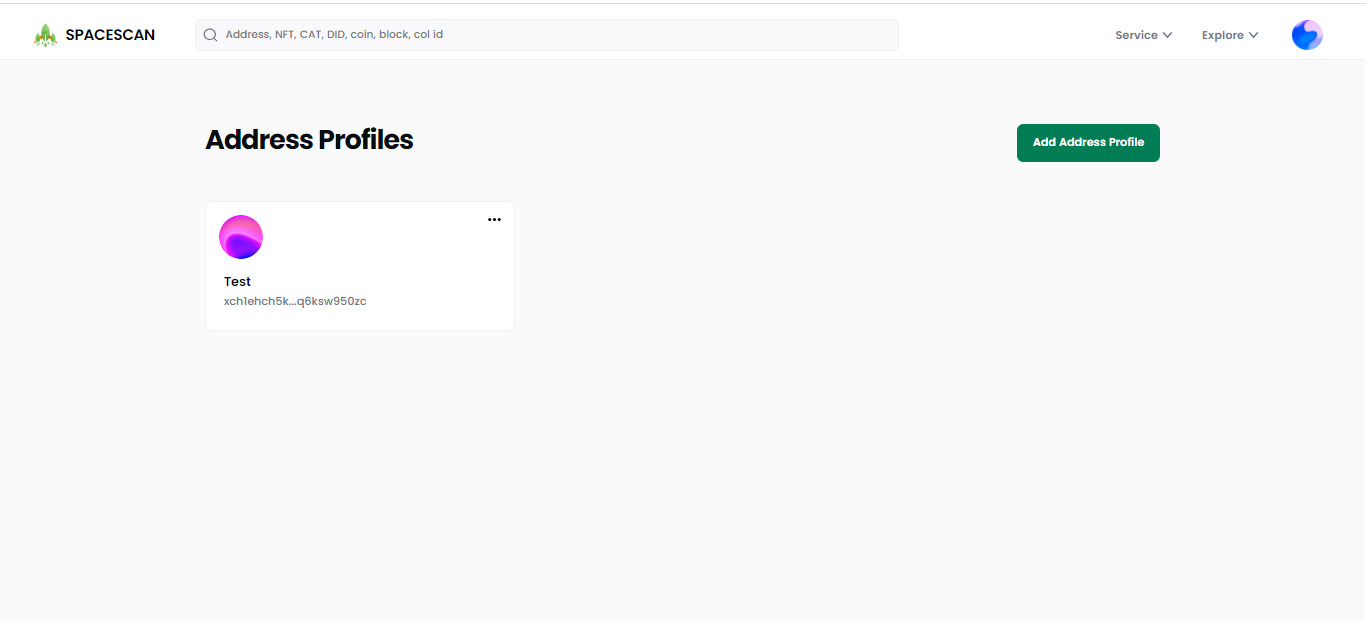 SPACESCAN
Address, NFT, CAT, DID, coin, block, col id
Service
Explore
Address Profiles
Add Address Profile
Test
xch1ehch5k...q6ksw950zc